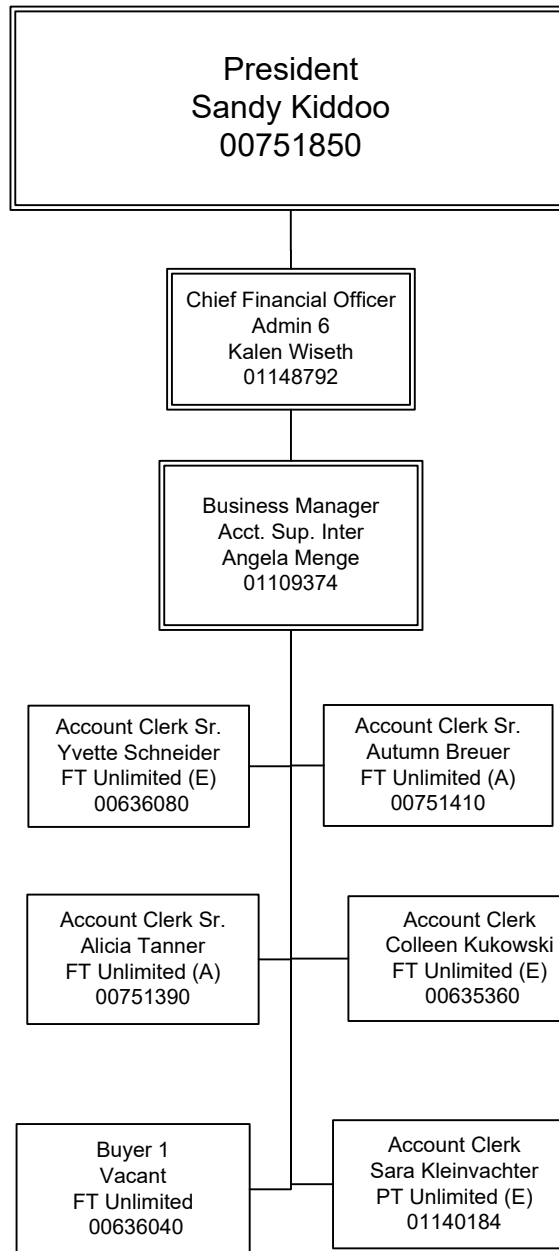 President
Sandy Kiddoo
00751850
Chief Financial Officer
Admin 6
Kalen Wiseth
01148792
Business Manager
Acct. Sup. Inter
Angela Menge
01109374
Account Clerk Sr.
Yvette Schneider
FT Unlimited (E)
00636080
Account Clerk Sr.
Autumn Breuer
FT Unlimited (A)
00751410
Account Clerk Sr.
Alicia Tanner
FT Unlimited (A)
00751390
Account Clerk
Colleen Kukowski
FT Unlimited (E)
00635360
Buyer 1
Vacant
FT Unlimited
00636040
Account Clerk
Sara Kleinvachter
PT Unlimited (E)
01140184